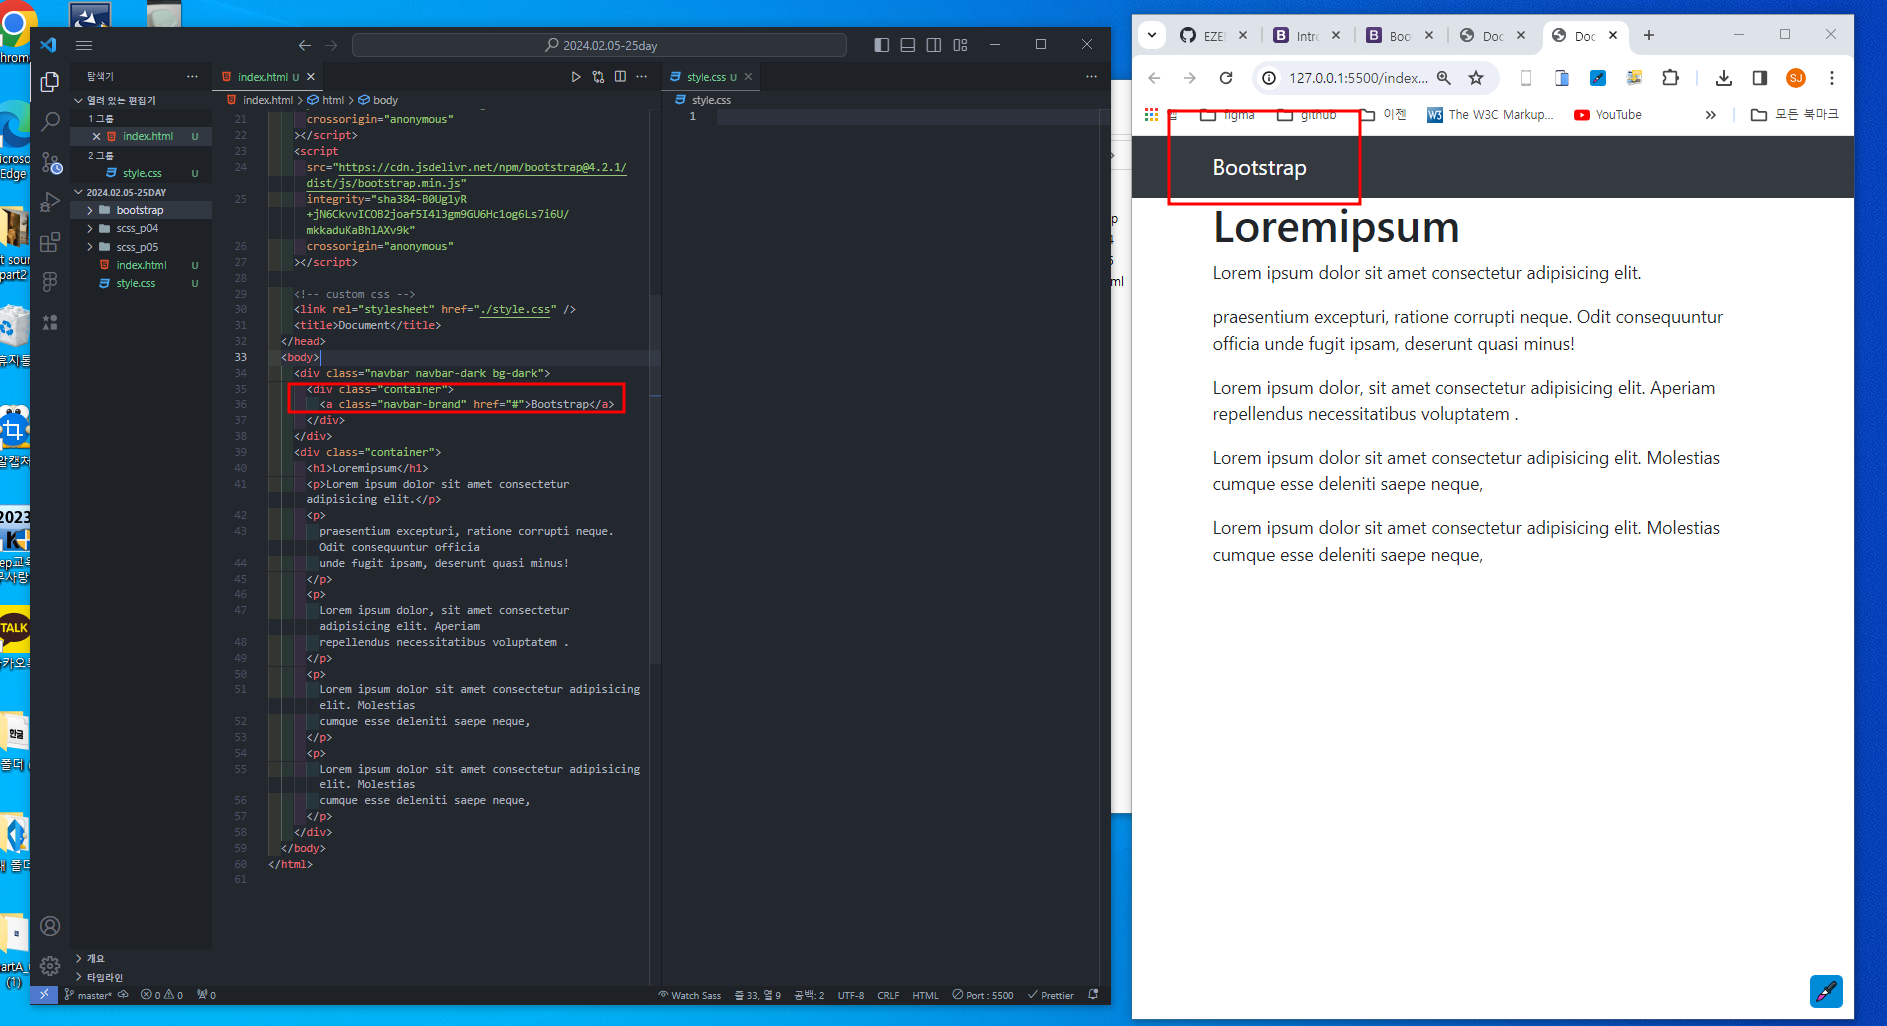 2024.02.05-25day
탐색기
열려 있는 편집기
1 그룹
index.html U
2 그룹
style.css U
2024.02.05-25DAY
bootstrap
scss_p04
scss_p05
index.html U
style.css U
개요
타임라인
index.html U
index.html > html > body
21 crossorigin="anonymous"
22 ></script>
23 <script
24 src="https://cdn.jsdelivr.net/npm/bootstrap@4.2.1/
dist/js/bootstrap.min.js"
25 integrity="sha384-B0UglyR
+jN6CkvvICOB2joaf5I4l3gm9GU6Hc1og6Ls7i6U/
mkkaduKaBhlAXv9k"
26 crossorigin="anonymous"
27 ></script>
28
29 <!-- custom css -->
30 <link rel="stylesheet" href="./style.css" />
31 <title>Document</title>
32 </head>
33 <body>
34 <div class="navbar navbar-dark bg-dark">
35 <div class="container">
36 <a class="navbar-brand" href="#">Bootstrap</a>
37 </div>
38 </div>
39 <div class="container">
40 <h1>Loremipsum</h1>
41 <p>Lorem ipsum dolor sit amet consectetur
adipisicing elit.</p>
42 <p>
43 praesentium excepturi, ratione corrupti neque.
Odit consequuntur officia
44 unde fugit ipsam, deserunt quasi minus!
45 </p>
46 <p>
47 Lorem ipsum dolor, sit amet consectetur
adipisicing elit. Aperiam
48 repellendus necessitatibus voluptatem .
49 </p>
50 <p>
51 Lorem ipsum dolor sit amet consectetur adipisicing
elit. Molestias
52 cumque esse deleniti saepe neque,
53 </p>
54 <p>
55 Lorem ipsum dolor sit amet consectetur adipisicing
elit. Molestias
56 cumque esse deleniti saepe neque,
57 </p>
58 </div>
59 </body>
60 </html>
61
style.css U
style.css
1
master* 0 0 0
Watch Sass 줄 33, 열 9 공백: 2 UTF-8 CRLF HTML Port : 5500 Prettier
EZE Intr Boo Doc Doc
127.0.0.1:5500/index...
SJ
figma github 이젠 The W3C Markup... YouTube 모든 북마크
Bootstrap
Loremipsum
Lorem ipsum dolor sit amet consectetur adipisicing elit.
praesentium excepturi, ratione corrupti neque. Odit consequuntur
officia unde fugit ipsam, deserunt quasi minus!
Lorem ipsum dolor, sit amet consectetur adipisicing elit. Aperiam
repellendus necessitatibus voluptatem .
Lorem ipsum dolor sit amet consectetur adipisicing elit. Molestias
cumque esse deleniti saepe neque,
Lorem ipsum dolor sit amet consectetur adipisicing elit. Molestias
cumque esse deleniti saepe neque,
Edge
part2
2023
TALK
한글
(1)